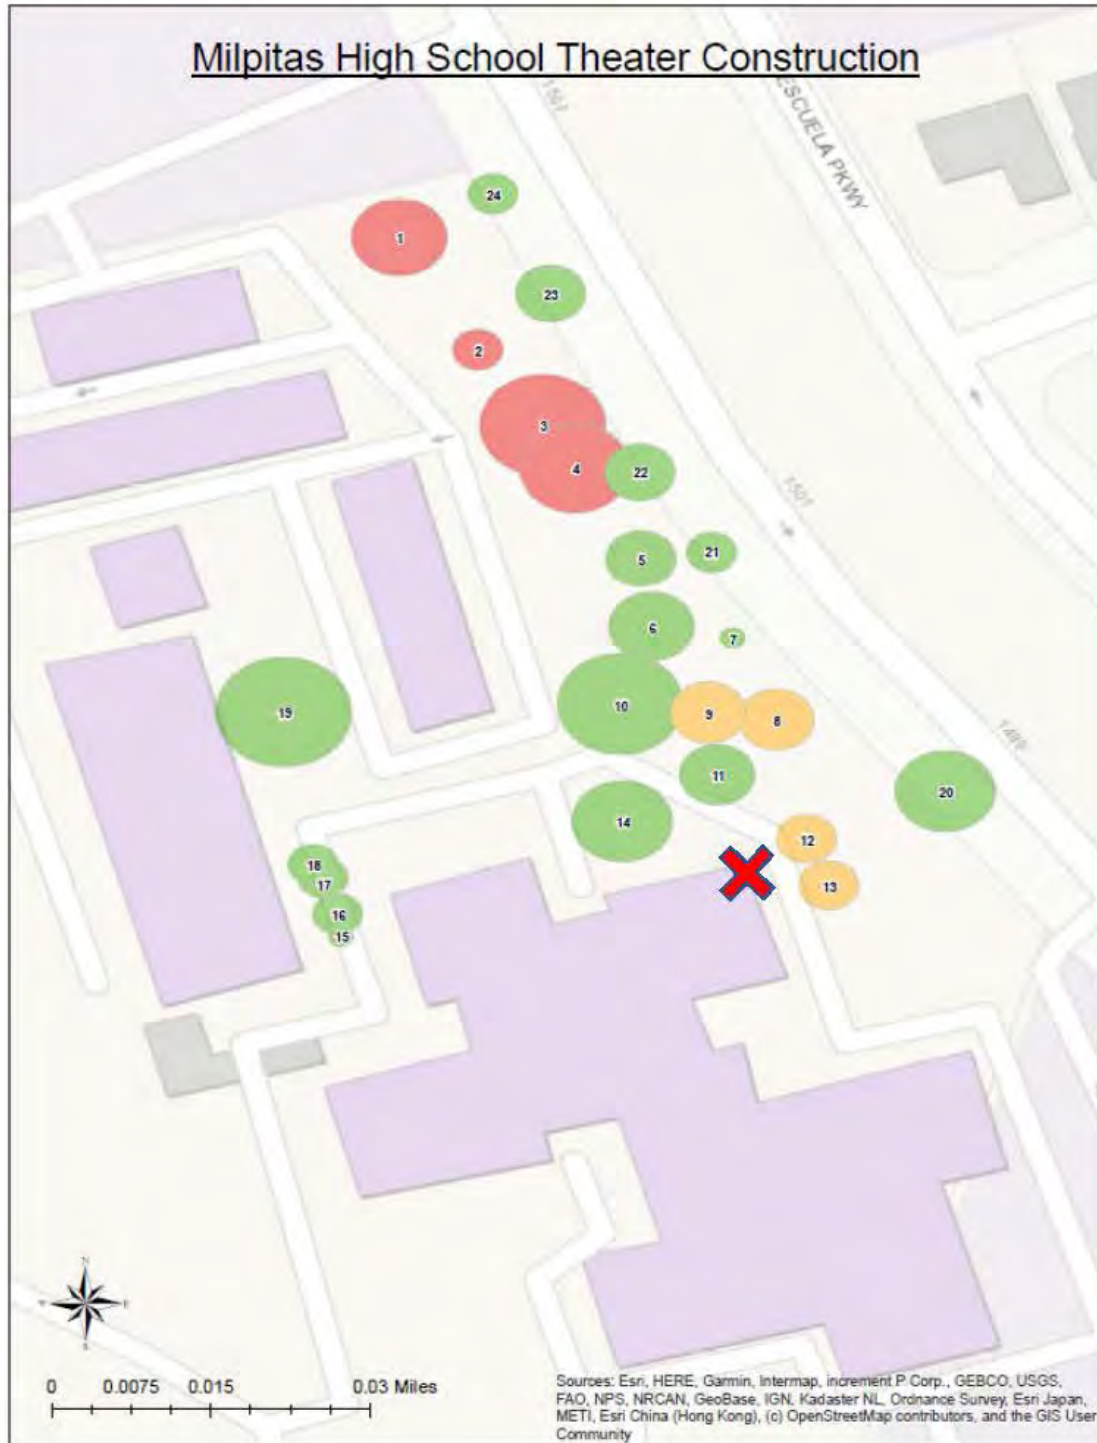 Milpitas High School Theater Construction
1567
ESCUELA PKWY
24
1
23
2
3
4
22
1507
5
21
6
7
19
10
9
8
1489
11
20
14
12
18
17
13
16
15
N
E
S
0 0.0075 0.015 0.03 Miles
Sources: Esri, HERE, Garmin, Intermap, increment P Corp., GEBCO, USGS,
FAO, NPS, NRCAN, GeoBase, IGN, Kadaster NL, Ordnance Survey, Esri Japan,
METI, Esri China (Hong Kong), (c) OpenStreetMap contributors, and the GIS User
Community